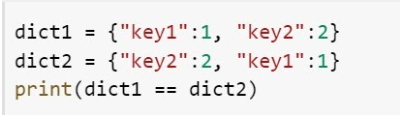 dict1 = {"key1":1, "key2":2}
dict2 = {"key2":2, "key1":1}
print(dict1 == dict2)